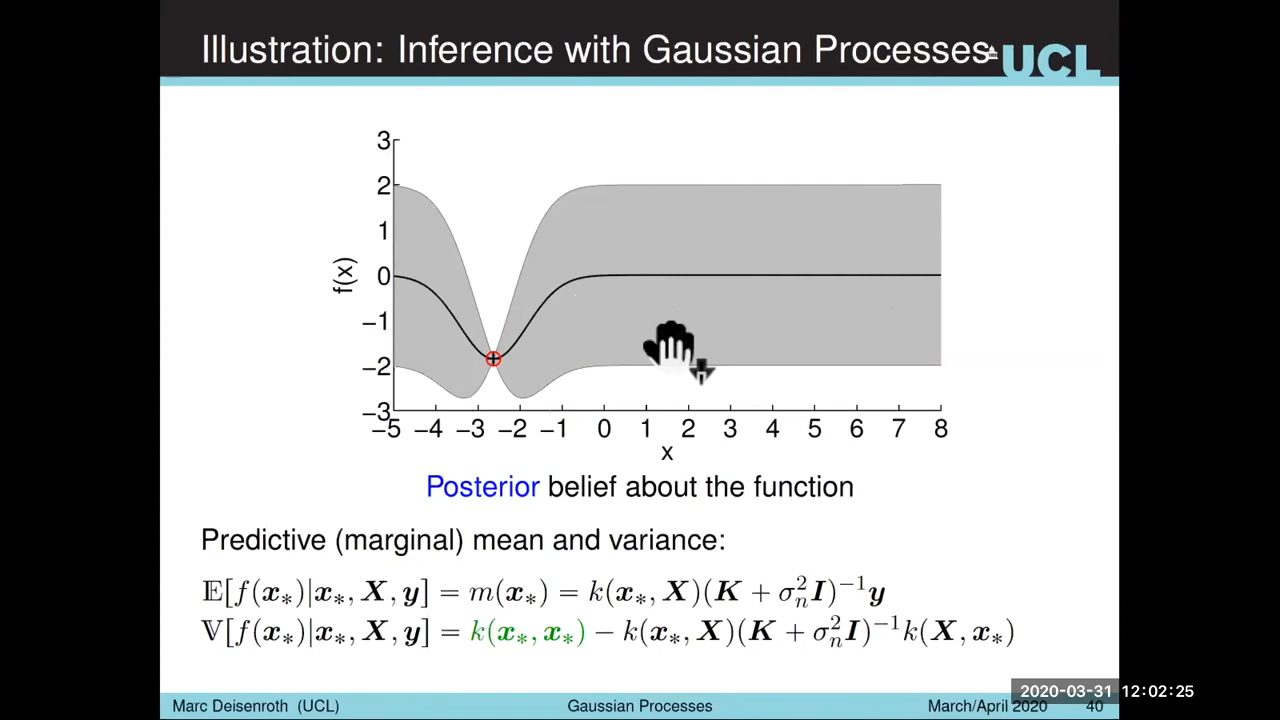 Illustration: Inference with Gaussian Processes
UCL
3
2
1
0
−1
−2
−3
f(x)
−5 −4 −3 −2 −1 0 1 2 3 4 5 6 7 8
x
Posterior belief about the function
Predictive (marginal) mean and variance:
𝔼[f(x∗)|x∗, X, y] = m(x∗) = k(x∗, X)(K + σ²ₙI)⁻¹y
𝕍[f(x∗)|x∗, X, y] = k(x∗, x∗) − k(x∗, X)(K + σ²ₙI)⁻¹k(X, x∗)
2020-03-31 12:02:25
Marc Deisenroth (UCL) Gaussian Processes March/April 2020 40